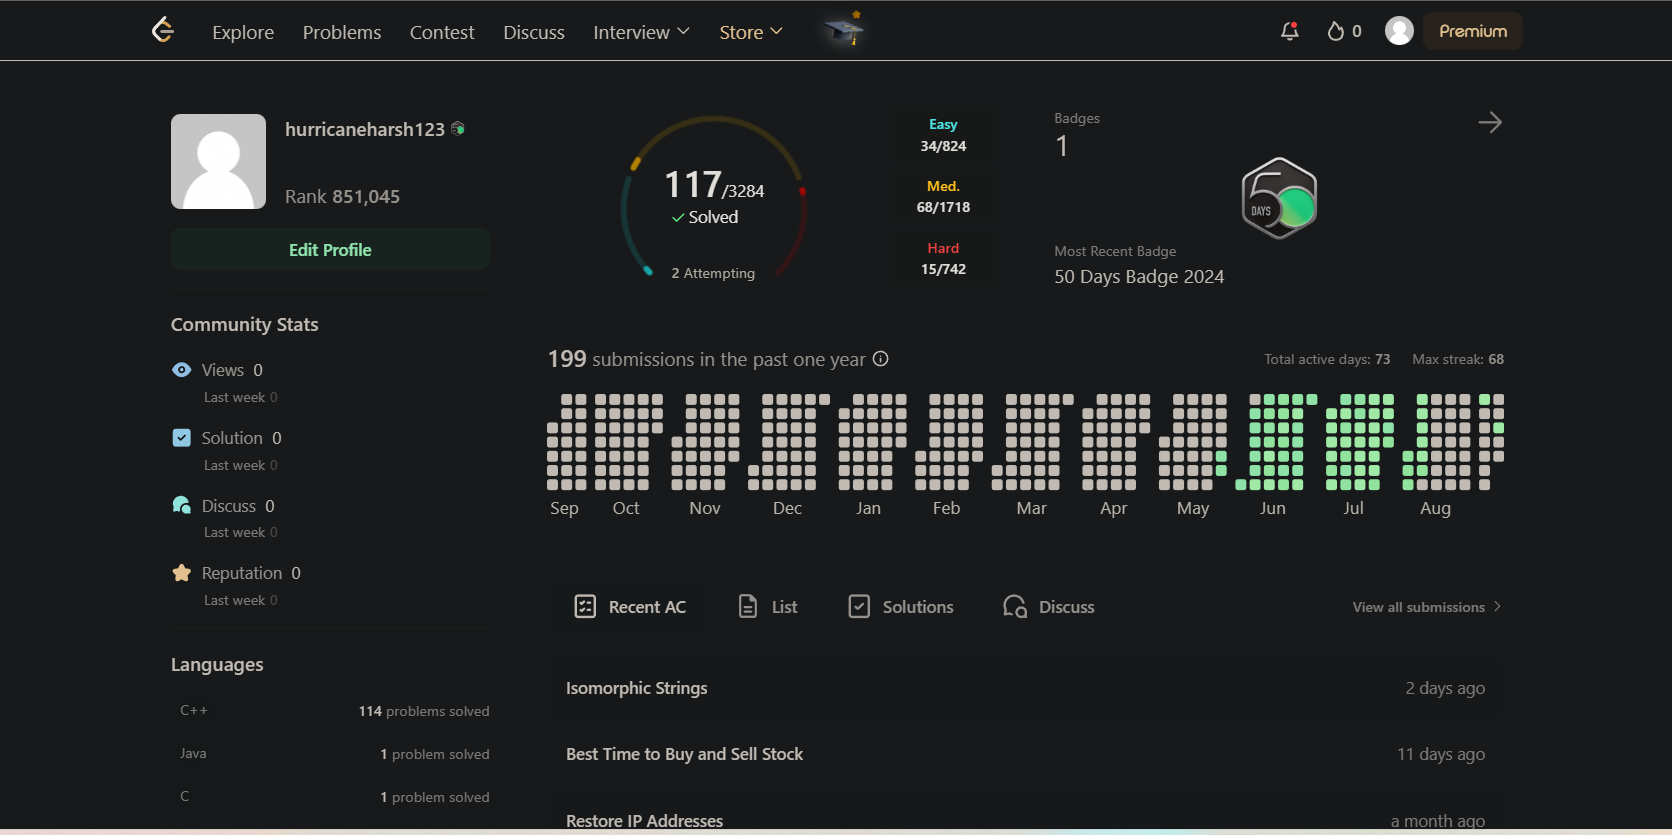 Explore Problems Contest Discuss Interview Store 0 Premium
hurricaneharsh123
Rank 851,045
Edit Profile
Community Stats
Views 0
Last week 0
Solution 0
Last week 0
Discuss 0
Last week 0
Reputation 0
Last week 0
Languages
C++ 114 problems solved
Java 1 problem solved
C 1 problem solved
117/3284
Solved
2 Attempting
Easy
34/824
Med.
68/1718
Hard
15/742
Badges
1
50
DAYS
Most Recent Badge
50 Days Badge 2024
199 submissions in the past one year Total active days: 73 Max streak: 68
Sep Oct Nov Dec Jan Feb Mar Apr May Jun Jul Aug
Recent AC List Solutions Discuss View all submissions
Isomorphic Strings 2 days ago
Best Time to Buy and Sell Stock 11 days ago
Restore IP Addresses a month ago